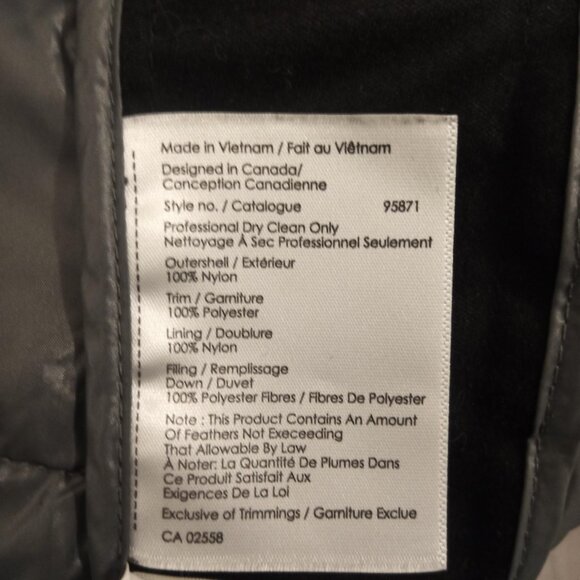 Made in Vietnam / Fait au Viêtnam
Designed in Canada/
Conception Canadienne
Style no. / Catalogue 95871
Professional Dry Clean Only
Nettoyage À Sec Professionnel Seulement
Outershell / Extérieur
100% Nylon
Trim / Garniture
100% Polyester
Lining / Doublure
100% Nylon
Filing / Remplissage
Down / Duvet
100% Polyester Fibres / Fibres De Polyester
Note : This Product Contains An Amount
Of Feathers Not Execeeding
That Allowable By Law
À Noter: La Quantité De Plumes Dans
Ce Produit Satisfait Aux
Exigences De La Loi
Exclusive of Trimmings / Garniture Exclue
CA 02558